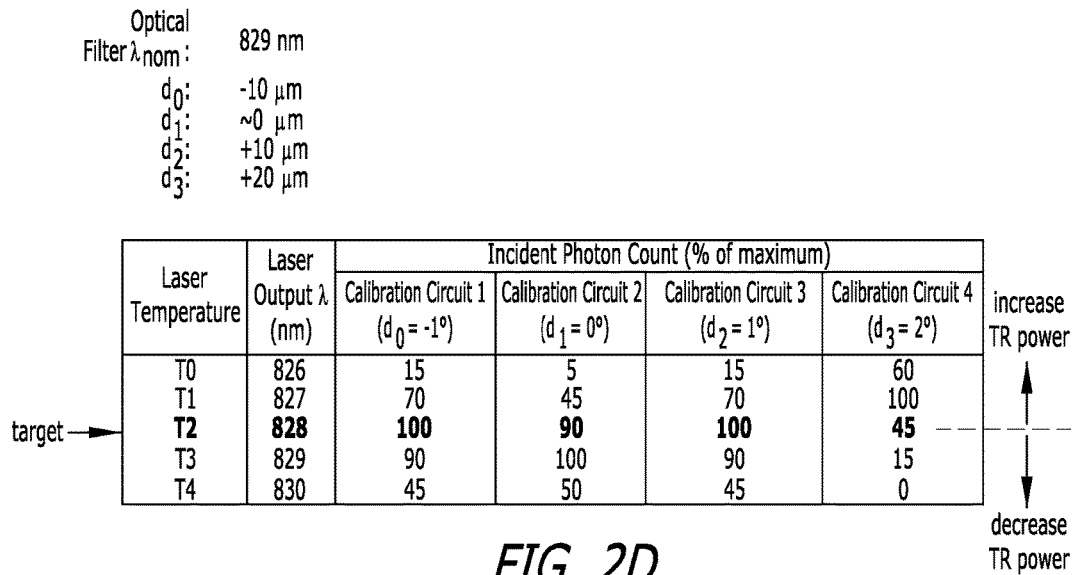 Optical
Filter λnom: 829 nm
d0: -10 μm
d1: ~0 μm
d2: +10 μm
d3: +20 μm
Laser Temperature | Laser Output λ (nm) | Incident Photon Count (% of maximum)
Calibration Circuit 1 (d0 = -1º) | Calibration Circuit 2 (d1 = 0º) | Calibration Circuit 3 (d2 = 1º) | Calibration Circuit 4 (d3 = 2º)
increase
TR power
T0 826 15 5 15 60
T1 827 70 45 70 100
target T2 828 100 90 100 45
T3 829 90 100 90 15
T4 830 45 50 45 0
decrease
TR power
FIG. 2D